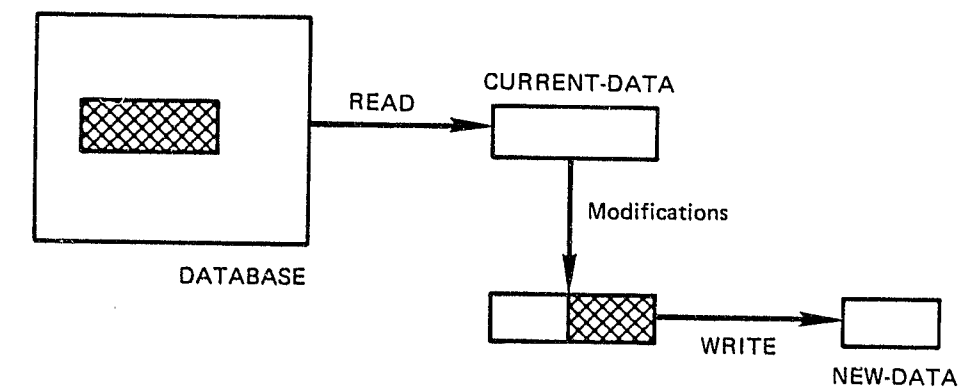 CURRENT-DATA
READ
Modifications
DATABASE
WRITE
NEW-DATA